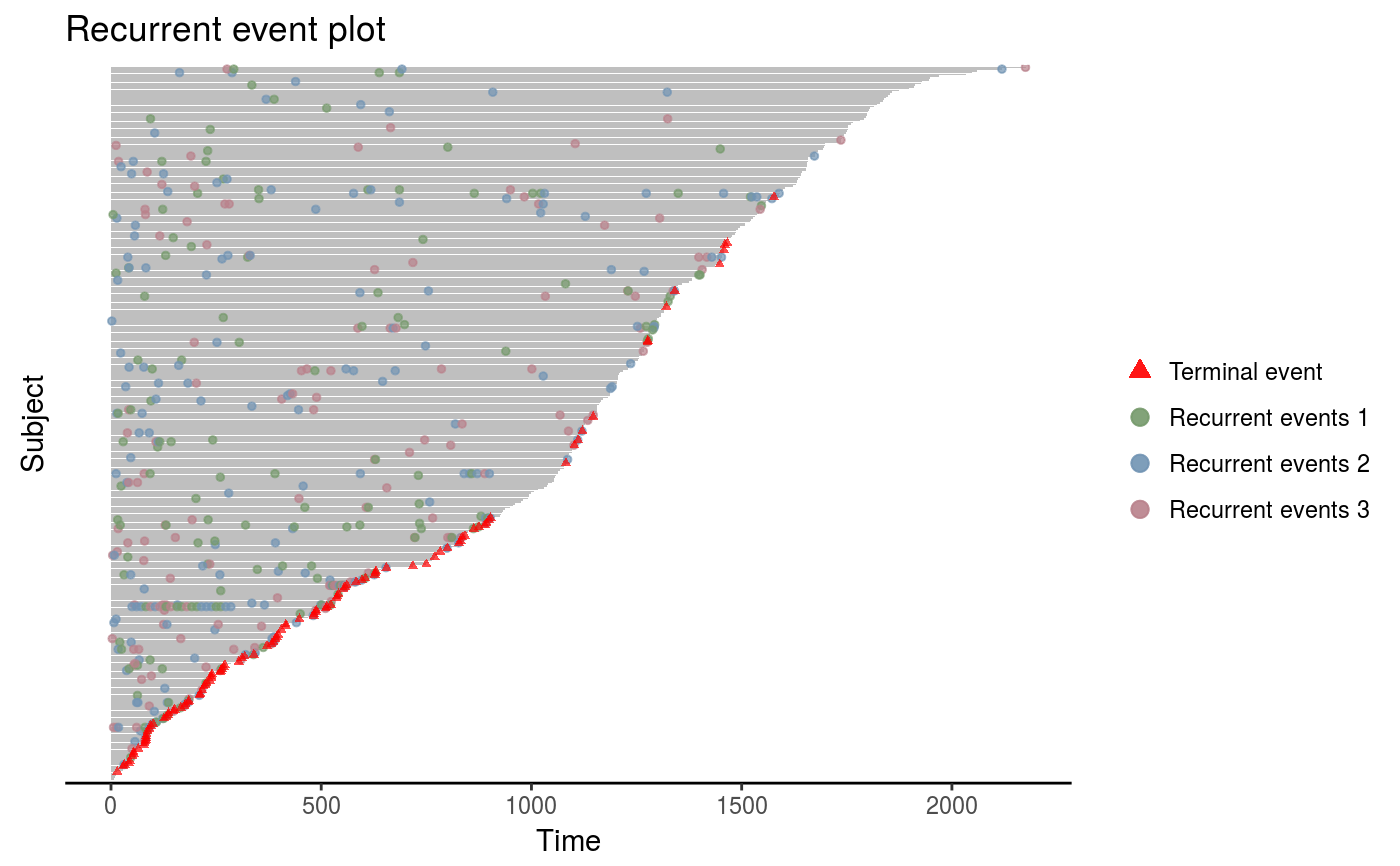 Recurrent event plot
Subject
Terminal event
Recurrent events 1
Recurrent events 2
Recurrent events 3
0 500 1000 1500 2000
Time